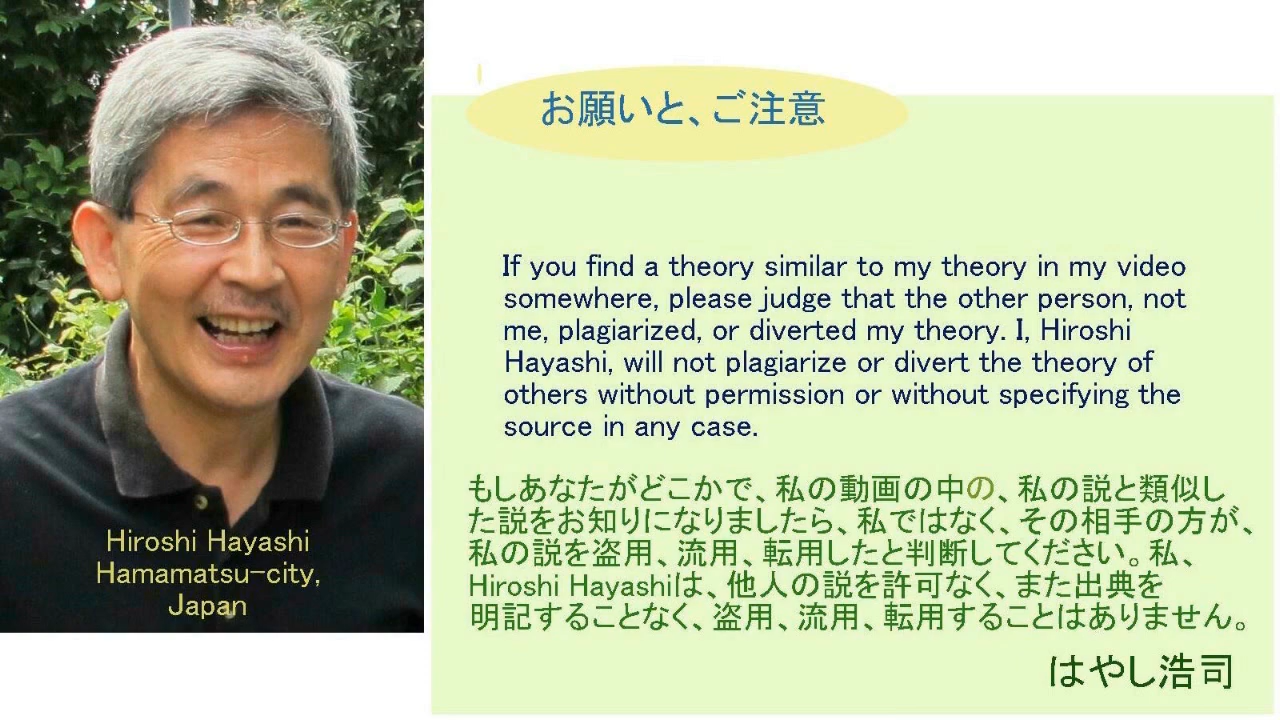 お願いと、ご注意
If you find a theory similar to my theory in my video
somewhere, please judge that the other person, not
me, plagiarized, or diverted my theory. I, Hiroshi
Hayashi, will not plagiarize or divert the theory of
others without permission or without specifying the
source in any case.
もしあなたがどこかで、私の動画の中の、私の説と類似し
た説をお知りになりましたら、私ではなく、その相手の方が、
私の説を盗用、流用、転用したと判断してください。私、
Hiroshi Hayashiは、他人の説を許可なく、また出典を
明記することなく、盗用、流用、転用することはありません。
はやし浩司
Hiroshi Hayashi
Hamamatsu-city,
Japan